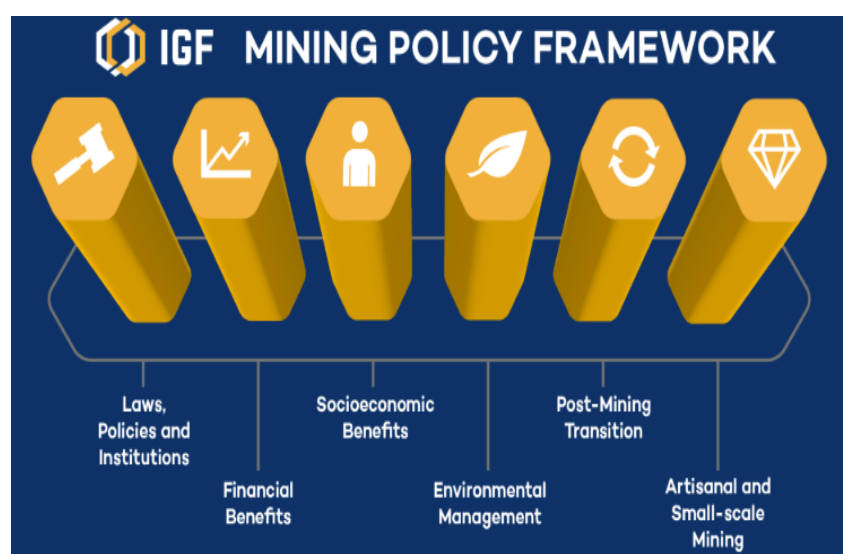 IGF MINING POLICY FRAMEWORK
Laws,
Policies and
Institutions
Financial
Benefits
Socioeconomic
Benefits
Environmental
Management
Post-Mining
Transition
Artisanal and
Small-scale
Mining